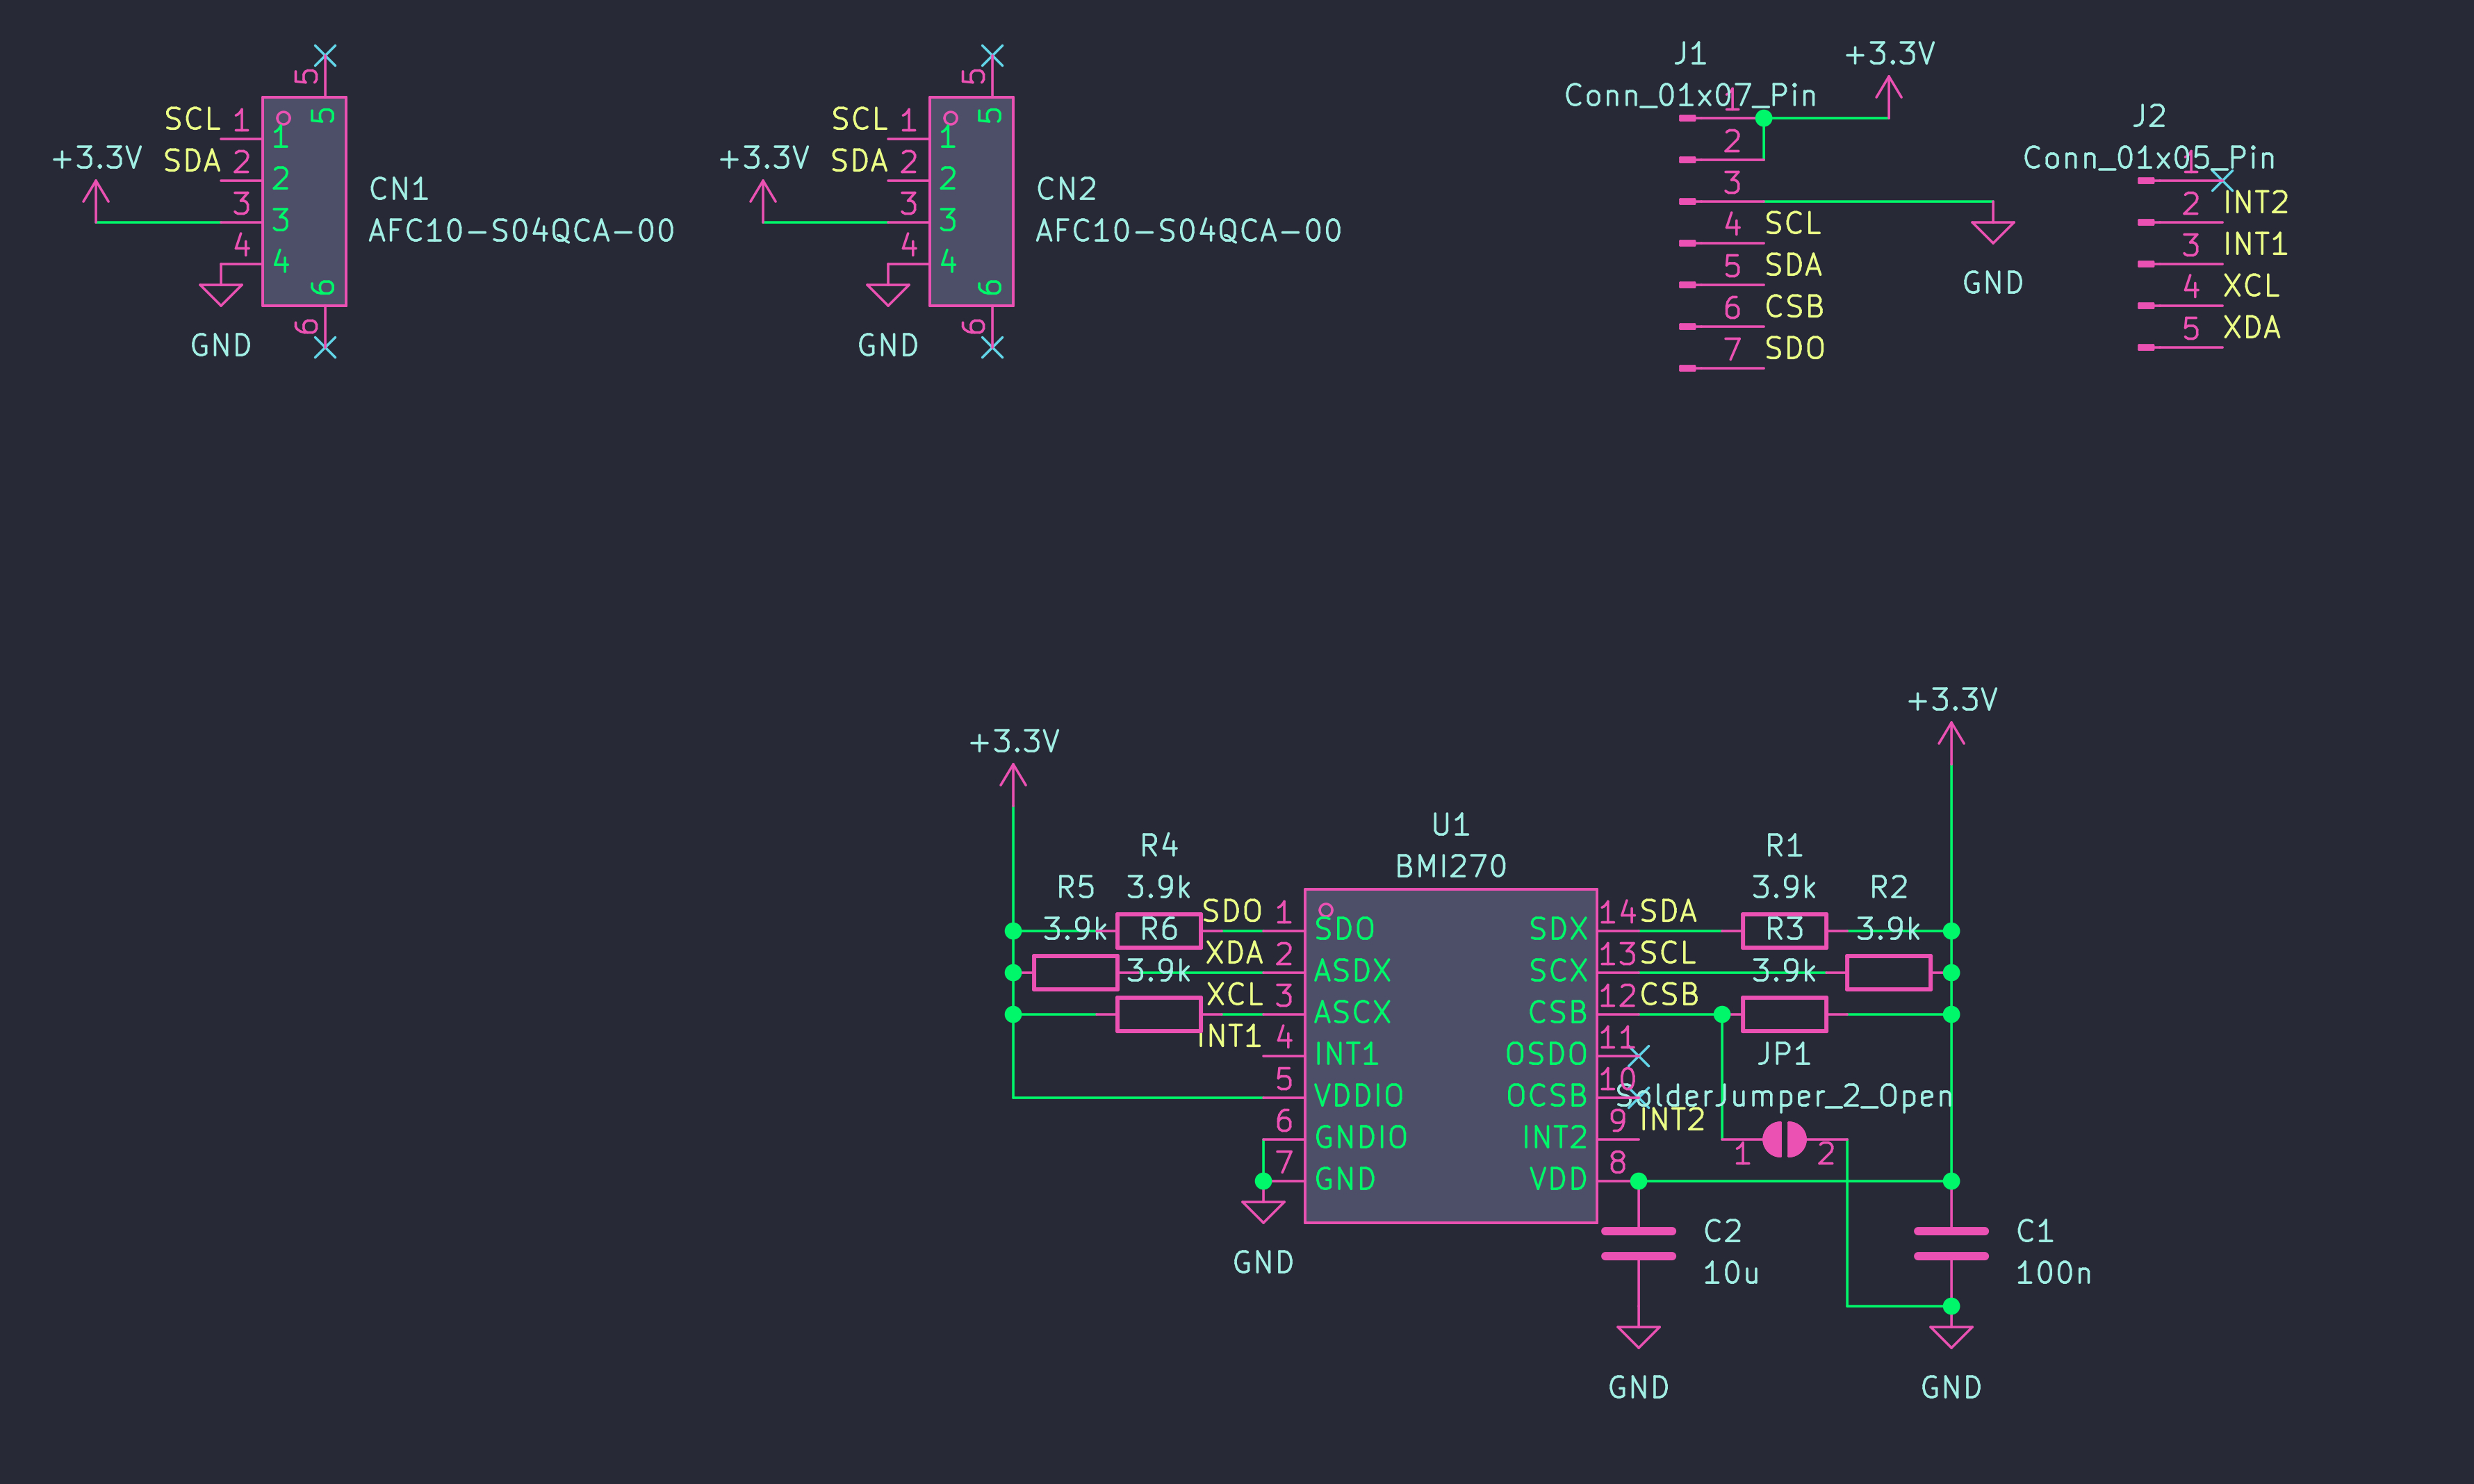 5
SCL 1
1
SDA 2
2
+3.3V
3
3
4
4
5
6
6
CN1
AFC10-S04QCA-00
GND
5
SCL 1
1
SDA 2
2
+3.3V
3
3
4
4
5
6
6
CN2
AFC10-S04QCA-00
GND
J1
Conn_01x07_Pin
+3.3V
1
2
3
4 SCL
5 SDA
6 CSB
7 SDO
GND
J2
Conn_01x05_Pin
1
2 INT2
3 INT1
4 XCL
5 XDA
+3.3V
R4
3.9k
R5
3.9k
R6
3.9k
SDO 1
XDA 2
XCL 3
INT1 4
5
6
7
GND
U1
BMI270
SDO
ASDX
ASCX
INT1
VDDIO
GNDIO
GND
SDX
SCX
CSB
OSDO
OCSB
INT2
VDD
14 SDA
13 SCL
12 CSB
11
10
9 INT2
8
+3.3V
R1
3.9k
R2
3.9k
R3
3.9k
JP1
SolderJumper_2_Open
1 2
C2
10u
GND
C1
100n
GND